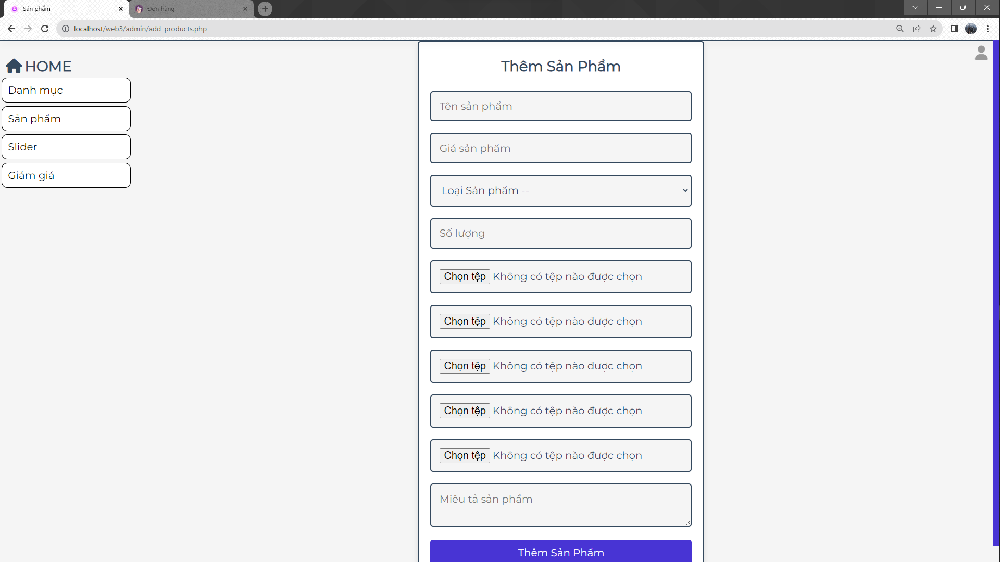 Sản phẩm
Đơn hàng
localhost/web3/admin/add_products.php
HOME
Danh mục
Sản phẩm
Slider
Giảm giá
Thêm Sản Phẩm
Tên sản phẩm
Giá sản phẩm
Loại Sản phẩm --
Số lượng
Chọn tệp Không có tệp nào được chọn
Chọn tệp Không có tệp nào được chọn
Chọn tệp Không có tệp nào được chọn
Chọn tệp Không có tệp nào được chọn
Chọn tệp Không có tệp nào được chọn
Miêu tả sản phẩm
Thêm Sản Phẩm